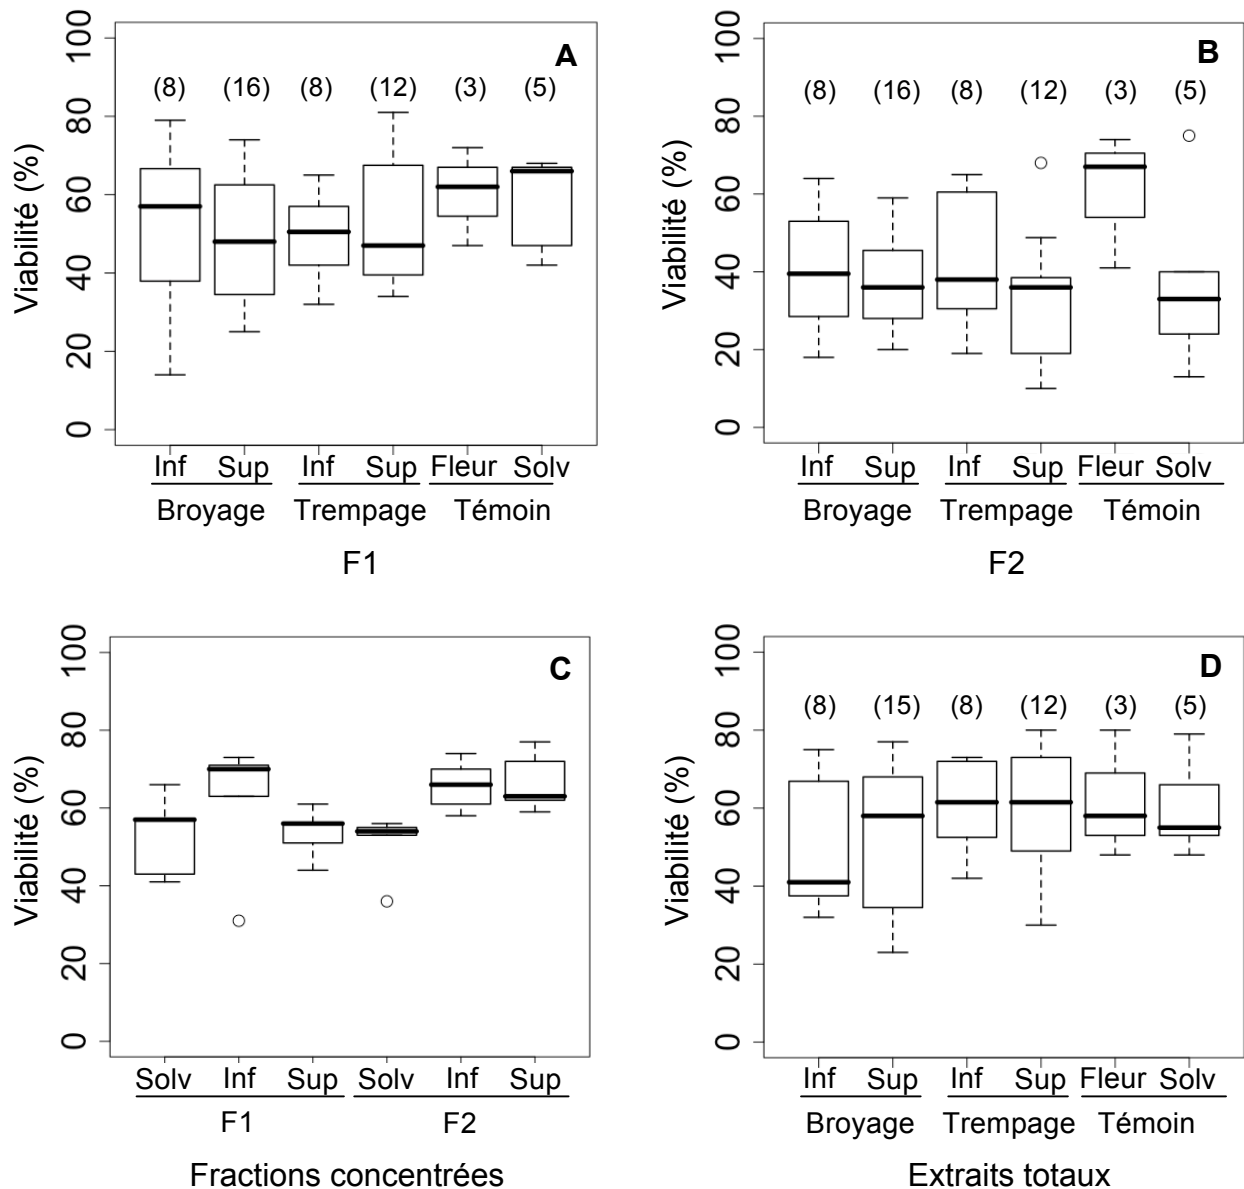 A
(8) (16) (8) (12) (3) (5)
Viabilité (%)
100
80
60
40
20
0
Inf Sup Inf Sup Fleur Solv
Broyage Trempage Témoin
F1
B
(8) (16) (8) (12) (3) (5)
Viabilité (%)
100
80
60
40
20
0
Inf Sup Inf Sup Fleur Solv
Broyage Trempage Témoin
F2
C
Viabilité (%)
100
80
60
40
20
0
Solv Inf Sup Solv Inf Sup
F1 F2
Fractions concentrées
D
(8) (15) (8) (12) (3) (5)
Viabilité (%)
100
80
60
40
20
0
Inf Sup Inf Sup Fleur Solv
Broyage Trempage Témoin
Extraits totaux